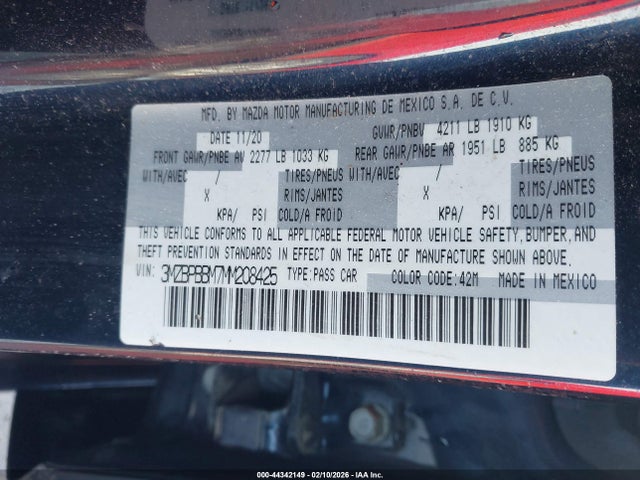 MFD. BY MAZDA MOTOR MANUFACTURING DE MEXICO S.A. DE C.V.
DATE 11/20 GVWR/PNBV 4211 LB 1910 KG
FRONT GAWR/PNBE AV 2277 LB 1033 KG REAR GAWR/PNBE AR 1951 LB 885 KG
WITH/AVEC / TIRES/PNEUS WITH/AVEC / TIRES/PNEUS
X RIMS/JANTES X RIMS/JANTES
KPA/ PSI COLD/A FROID KPA/ PSI COLD/A FROID
THIS VEHICLE CONFORMS TO ALL APPLICABLE FEDERAL MOTOR VEHICLE SAFETY, BUMPER, AND
THEFT PREVENTION STANDARDS IN EFFECT ON THE DATE OF MANUFACTURE SHOWN ABOVE.
VIN: 3MZBPBBM7MM208425 TYPE:PASS CAR COLOR CODE:42M MADE IN MEXICO
000-44342149 - 02/10/2026 - IAA Inc.